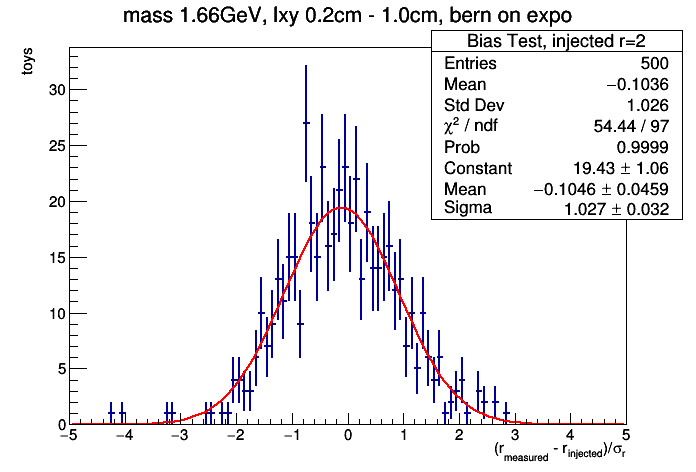 mass 1.66GeV, lxy 0.2cm - 1.0cm, bern on expo
toys
Bias Test, injected r=2
Entries 500
Mean −0.1036
Std Dev 1.026
χ² / ndf 54.44 / 97
Prob 0.9999
Constant 19.43 ± 1.06
Mean −0.1046 ± 0.0459
Sigma 1.027 ± 0.032
30
25
20
15
10
5
0
−5 −4 −3 −2 −1 0 1 2 3 4 5
(r_measured - r_injected)/σ_r